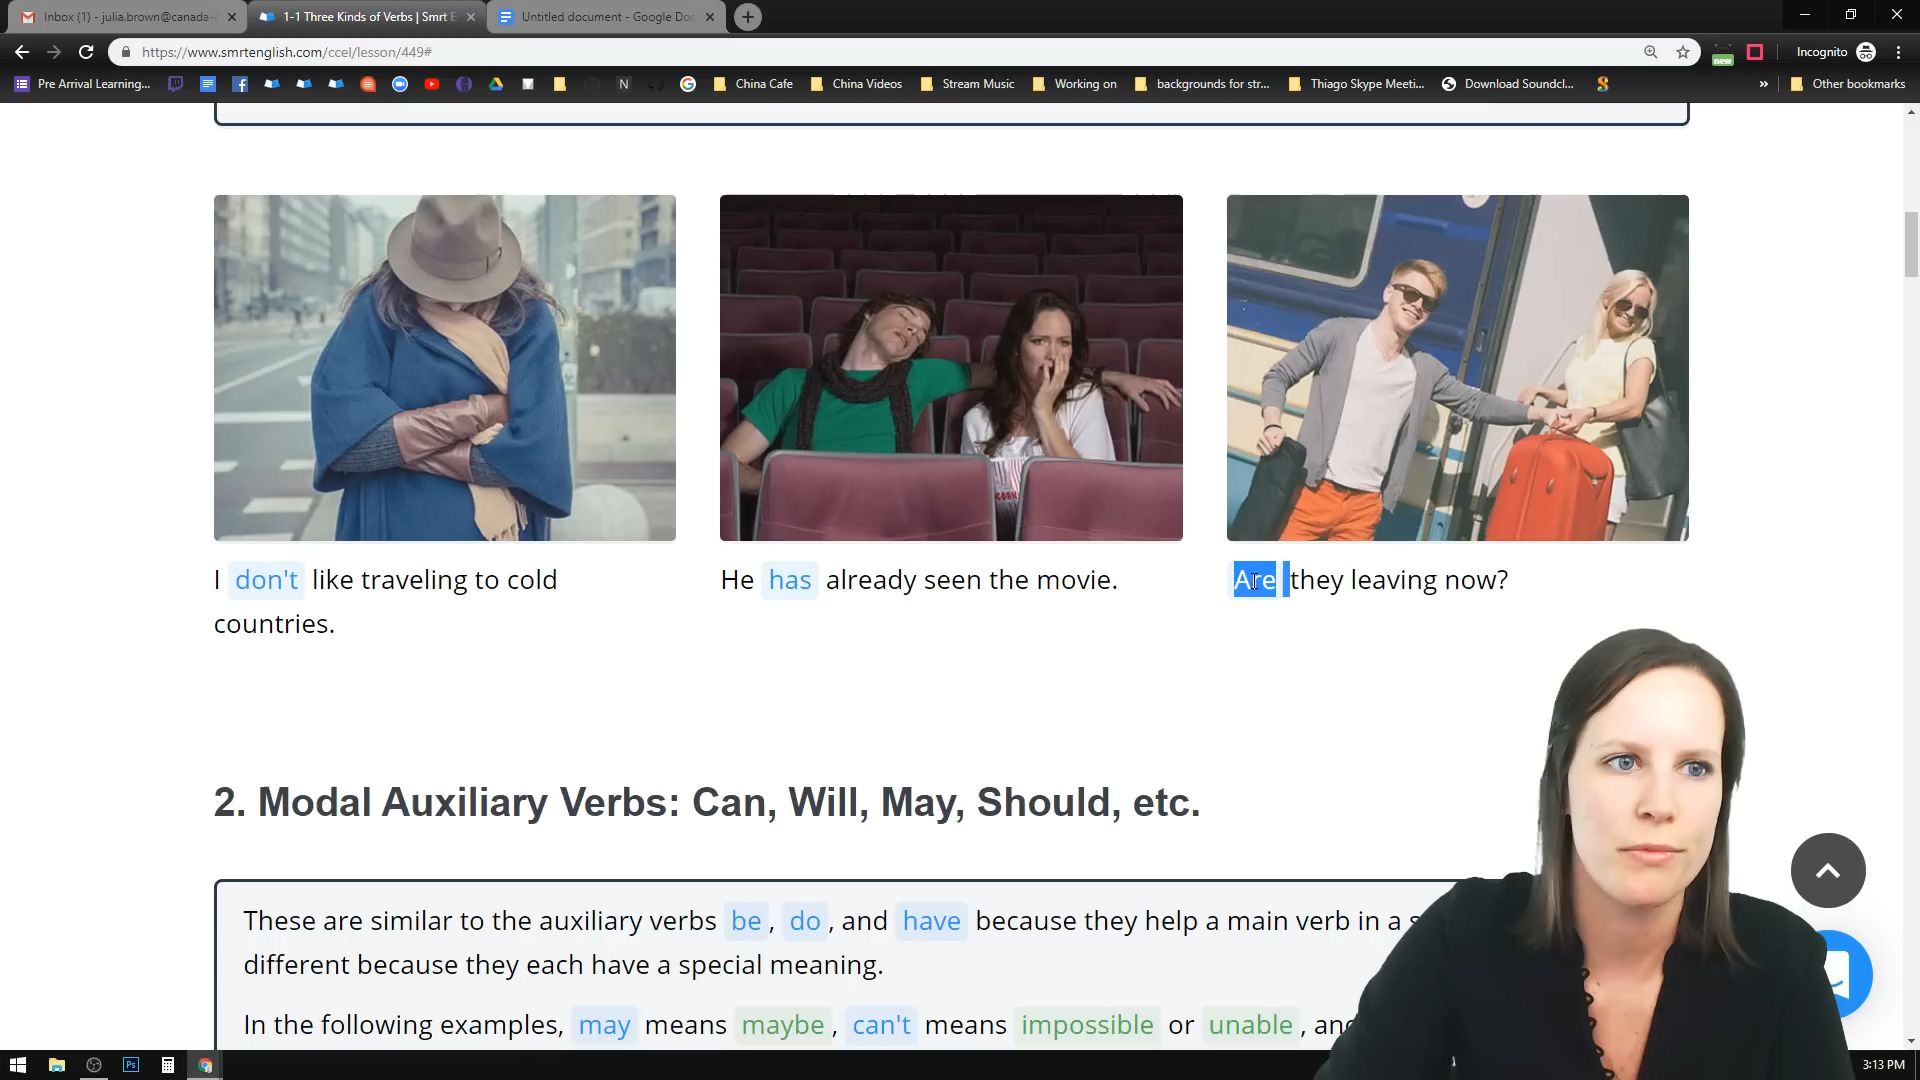 Inbox (1) - julia.brown@canada-
1-1 Three Kinds of Verbs | Smrt E
Untitled document - Google Doc
https://www.smrtenglish.com/ccel/lesson/449#
new
Incognito
Pre Arrival Learning...
N
China Cafe
China Videos
Stream Music
Working on
backgrounds for str...
Thiago Skype Meeti...
Download Soundcl...
»
Other bookmarks
CORN
I don't like traveling to cold
countries.
He has already seen the movie.
Are they leaving now?
2. Modal Auxiliary Verbs: Can, Will, May, Should, etc.
These are similar to the auxiliary verbs be , do , and have because they help a main verb in a s
different because they each have a special meaning.
In the following examples, may means maybe , can't means impossible or unable , and
Ps
3:13 PM